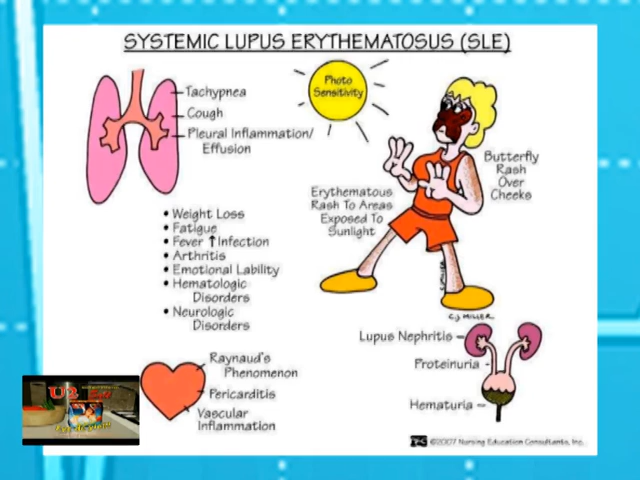 SYSTEMIC LUPUS ERYTHEMATOSUS (SLE)
Tachypnea
Cough
Pleural Inflammation/
Effusion
Photo
Sensitivity
Butterfly
Rash
Over
Cheeks
Erythematous
Rash To Areas
Exposed To
Sunlight
• Weight Loss
• Fatigue
• Fever ↑Infection
• Arthritis
• Emotional Lability
• Hematologic
Disorders
• Neurologic
Disorders
C.J. MILLER
Lupus Nephritis
Proteinuria
Hematuria
Raynaud's
Phenomenon
Pericarditis
Vascular
Inflammation
©2007 Nursing Education Consultants, Inc.